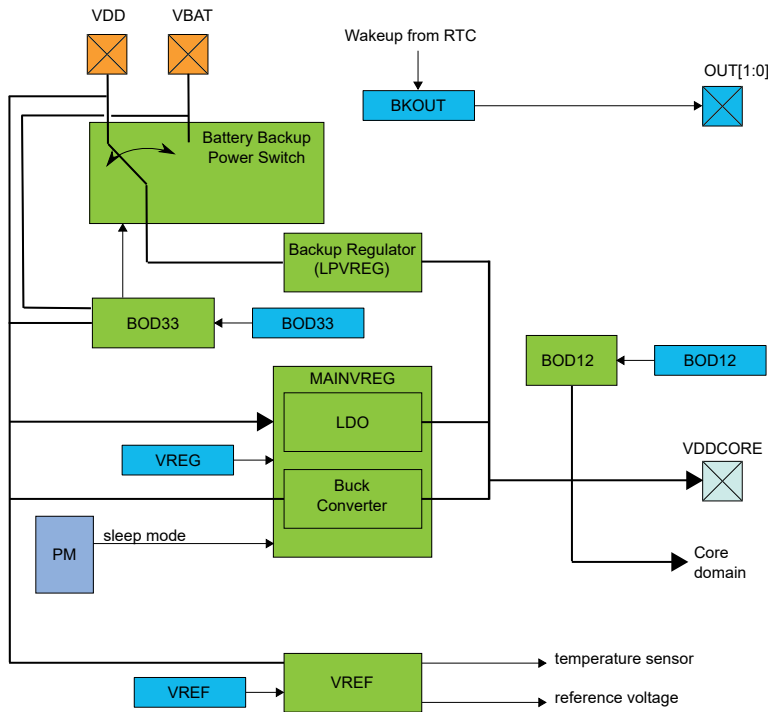 VDD
VBAT
Wakeup from RTC
OUT[1:0]
BKOUT
Battery Backup
Power Switch
Backup Regulator
(LPVREG)
BOD33
BOD33
BOD12
BOD12
MAINVREG
LDO
VREG
VDDCORE
Buck
Converter
sleep mode
PM
Core
domain
temperature sensor
VREF
VREF
reference voltage